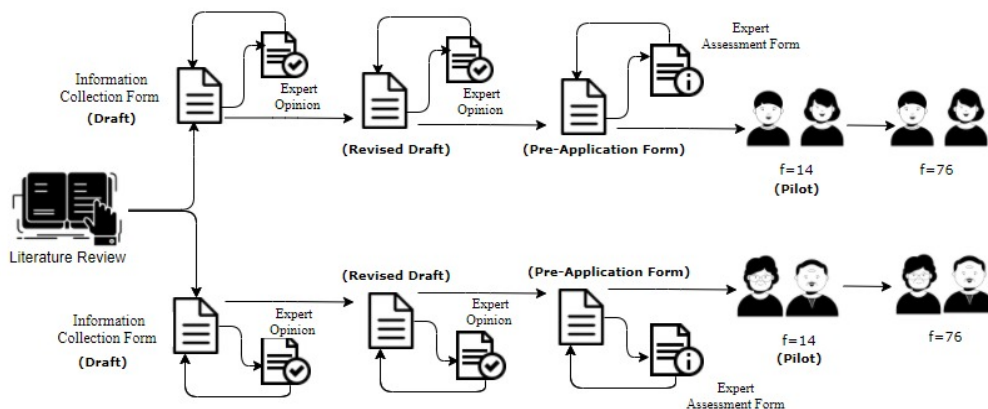 Expert
Assessment Form
Information
Collection Form
(Draft)
Expert
Opinion
Expert
Opinion
(Revised Draft)
(Pre-Application Form)
f=14
(Pilot)
f=76
Literature Review
(Revised Draft)
(Pre-Application Form)
Information
Collection Form
(Draft)
Expert
Opinion
Expert
Opinion
f=14
(Pilot)
f=76
Expert
Assessment Form